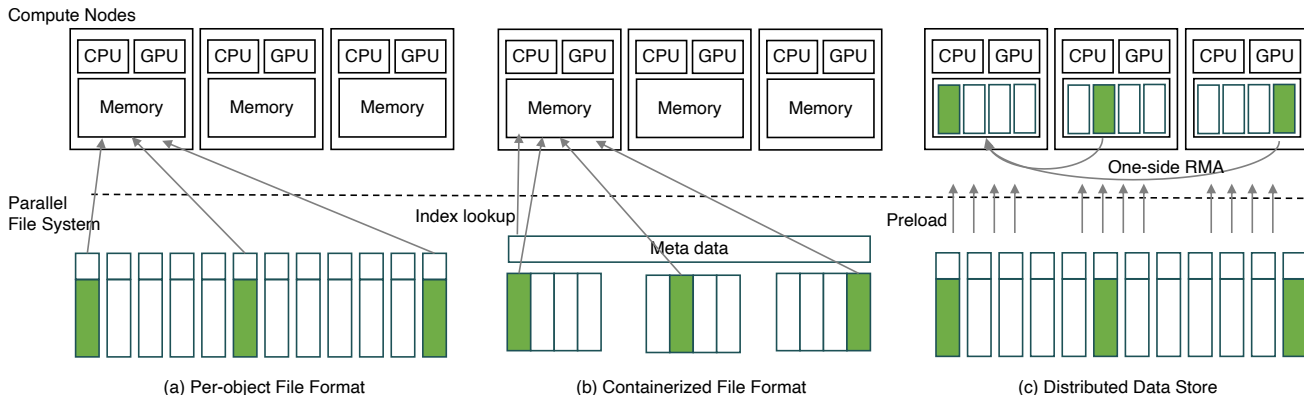 Compute Nodes
CPU GPU CPU GPU CPU GPU CPU GPU CPU GPU CPU GPU CPU GPU CPU GPU CPU GPU
Memory Memory Memory Memory Memory Memory
One-side RMA
Parallel
File System
Index lookup
Preload
Meta data
(a) Per-object File Format
(b) Containerized File Format
(c) Distributed Data Store